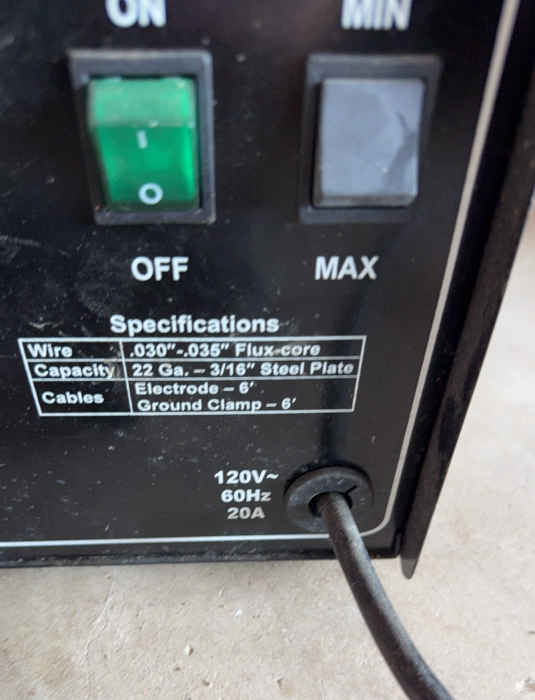 ON
MIN
I
O
OFF
MAX
Specifications
Wire .030"-.035" Flux-core
Capacity 22 Ga. – 3/16" Steel Plate
Cables Electrode – 6'
Ground Clamp – 6'
120V~
60Hz
20A